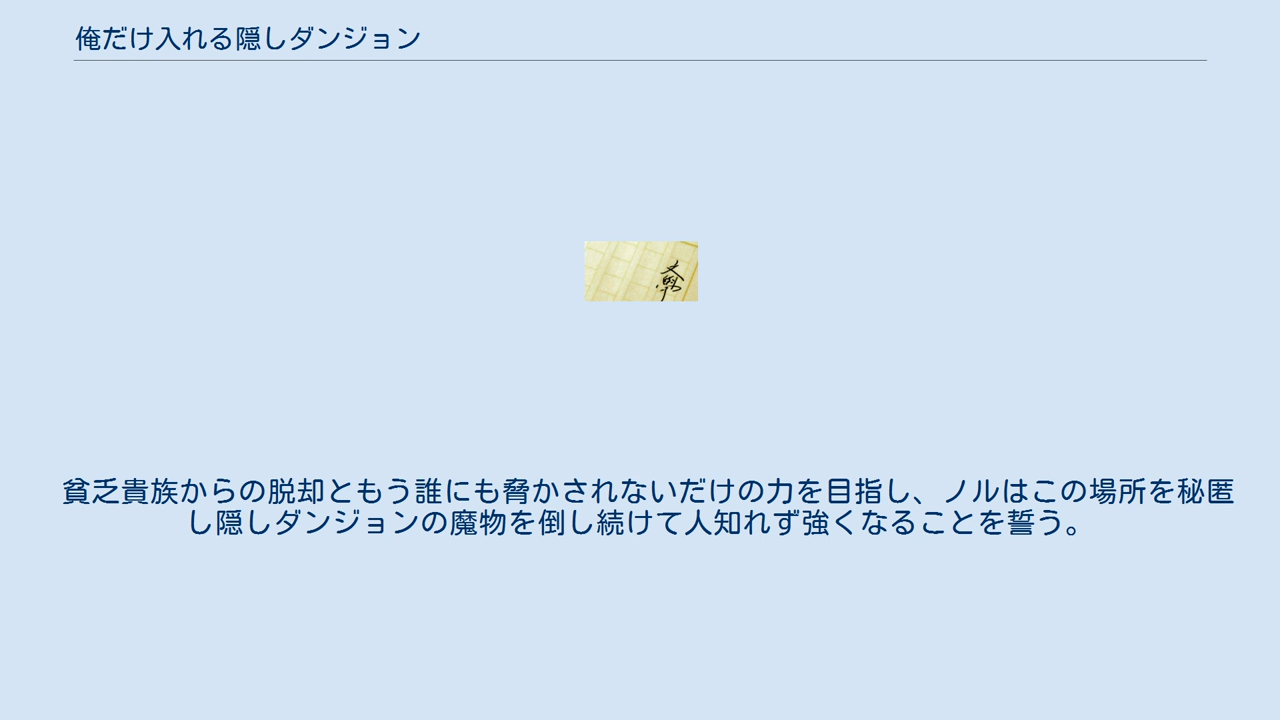 俺だけ入れる隠しダンジョン
貧乏貴族からの脱却ともう誰にも脅かされないだけの力を目指し、ノルはこの場所を秘匿
し隠しダンジョンの魔物を倒し続けて人知れず強くなることを誓う。